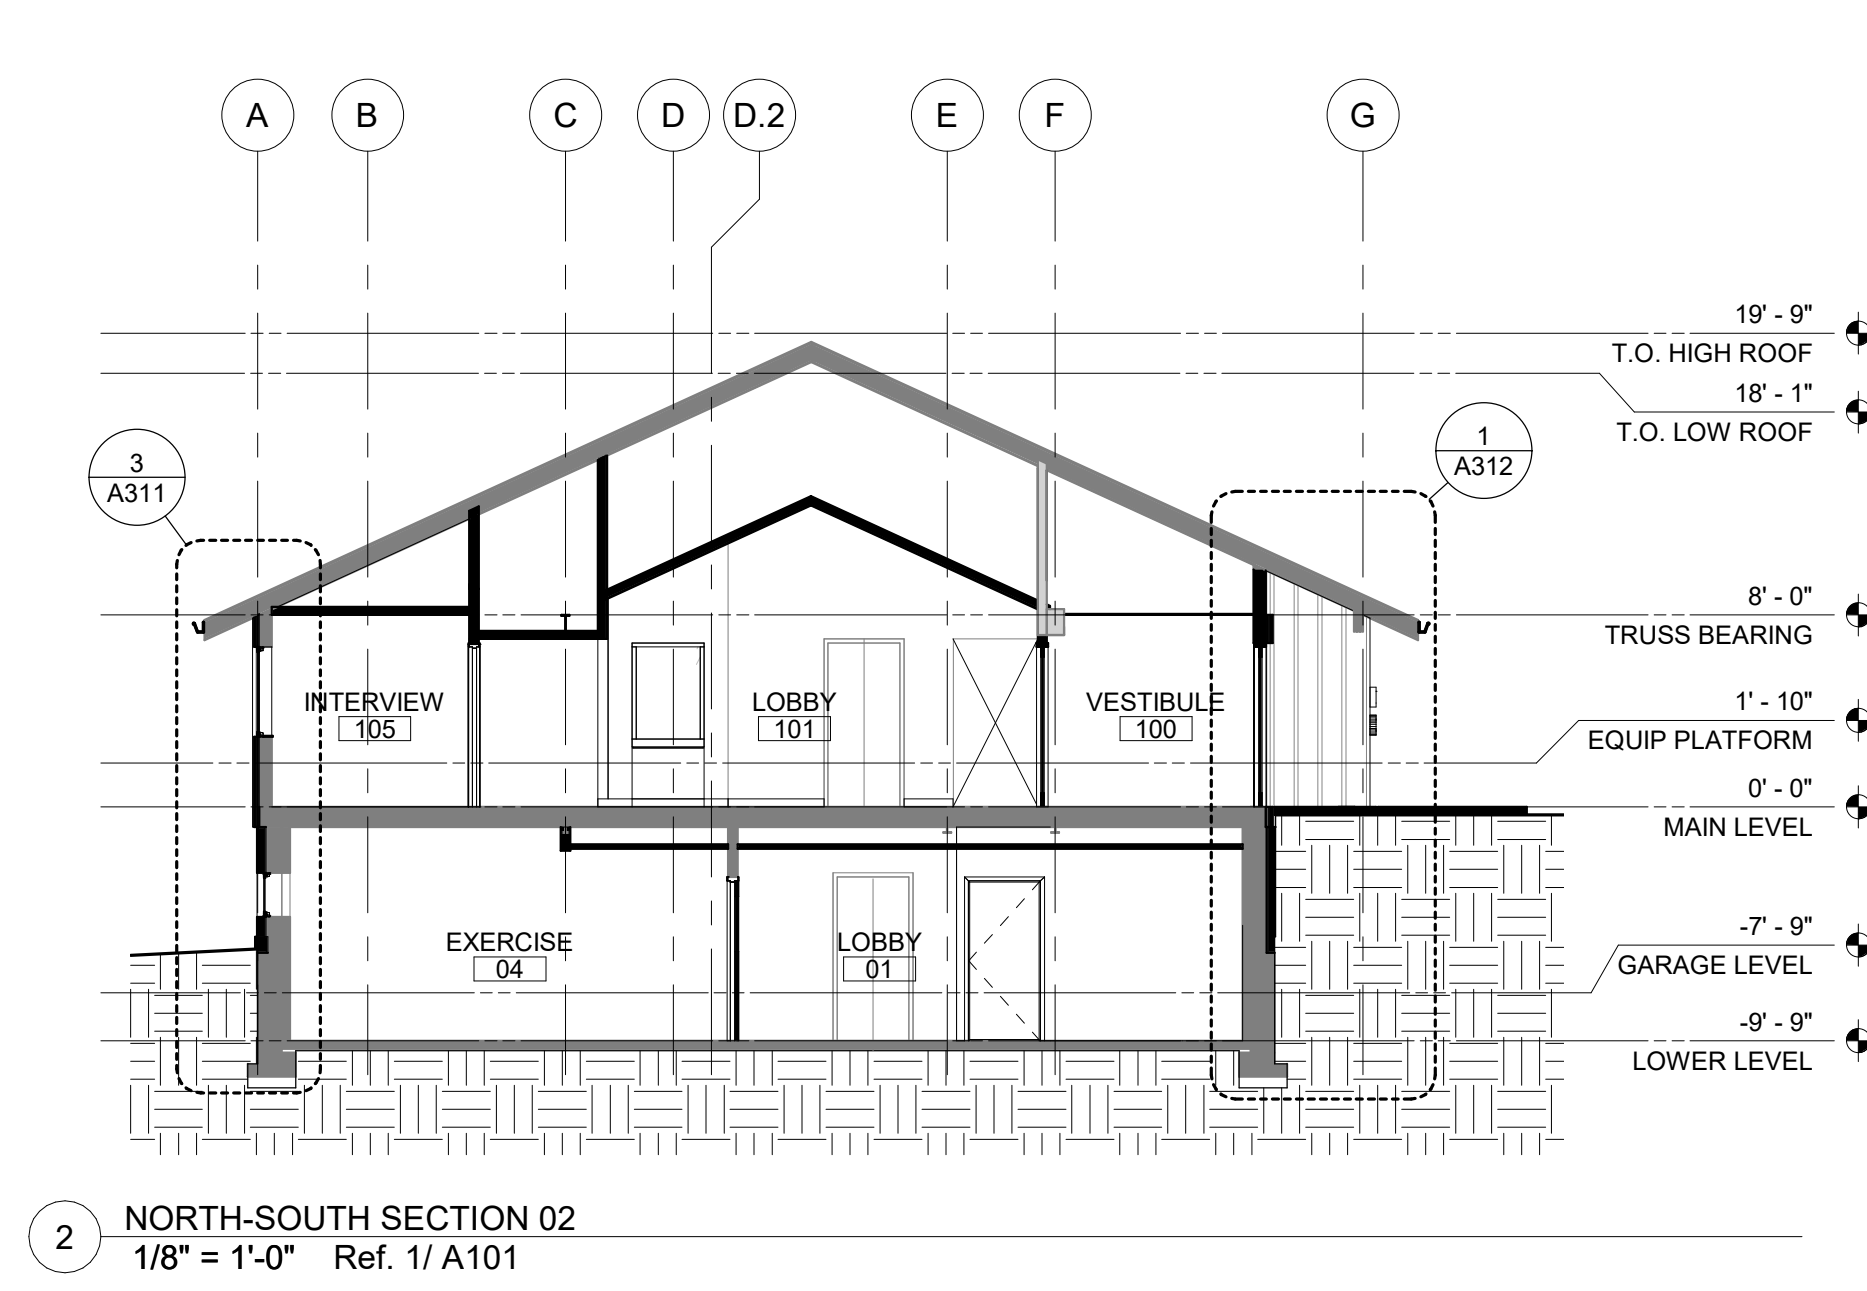 A B C D D.2 E F G
19' - 9"
T.O. HIGH ROOF
18' - 1"
T.O. LOW ROOF
3
A311
1
A312
8' - 0"
TRUSS BEARING
INTERVIEW
105
LOBBY
101
VESTIBULE
100
1' - 10"
EQUIP PLATFORM
0' - 0"
MAIN LEVEL
EXERCISE
04
LOBBY
01
-7' - 9"
GARAGE LEVEL
-9' - 9"
LOWER LEVEL
2
NORTH-SOUTH SECTION 02
1/8" = 1'-0" Ref. 1/ A101